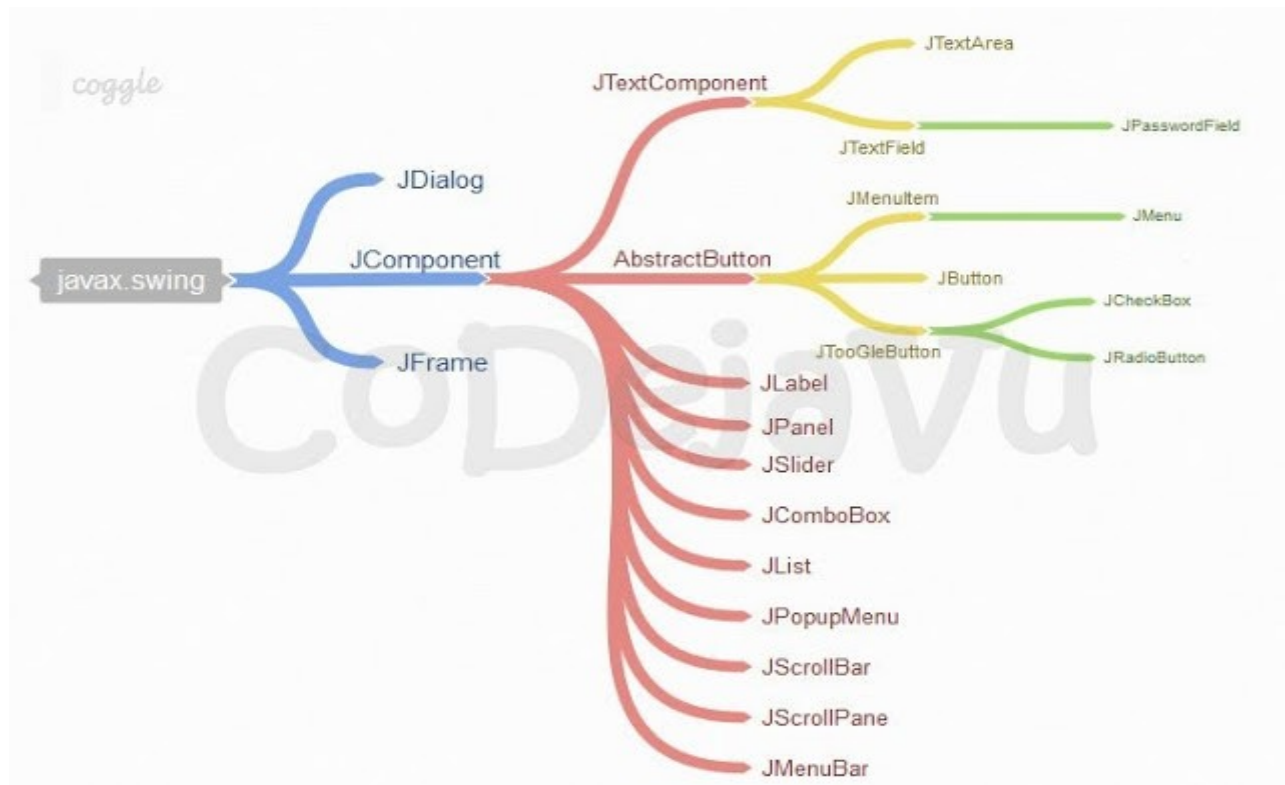 coggle
JTextArea
JTextComponent
JPasswordField
JTextField
JDialog
JMenuItem
JMenu
JComponent
AbstractButton
javax.swing
JButton
JCheckBox
JTooGleButton
JRadioButton
JFrame
JLabel
CoDejaVu
JPanel
JSlider
JComboBox
JList
JPopupMenu
JScrollBar
JScrollPane
JMenuBar